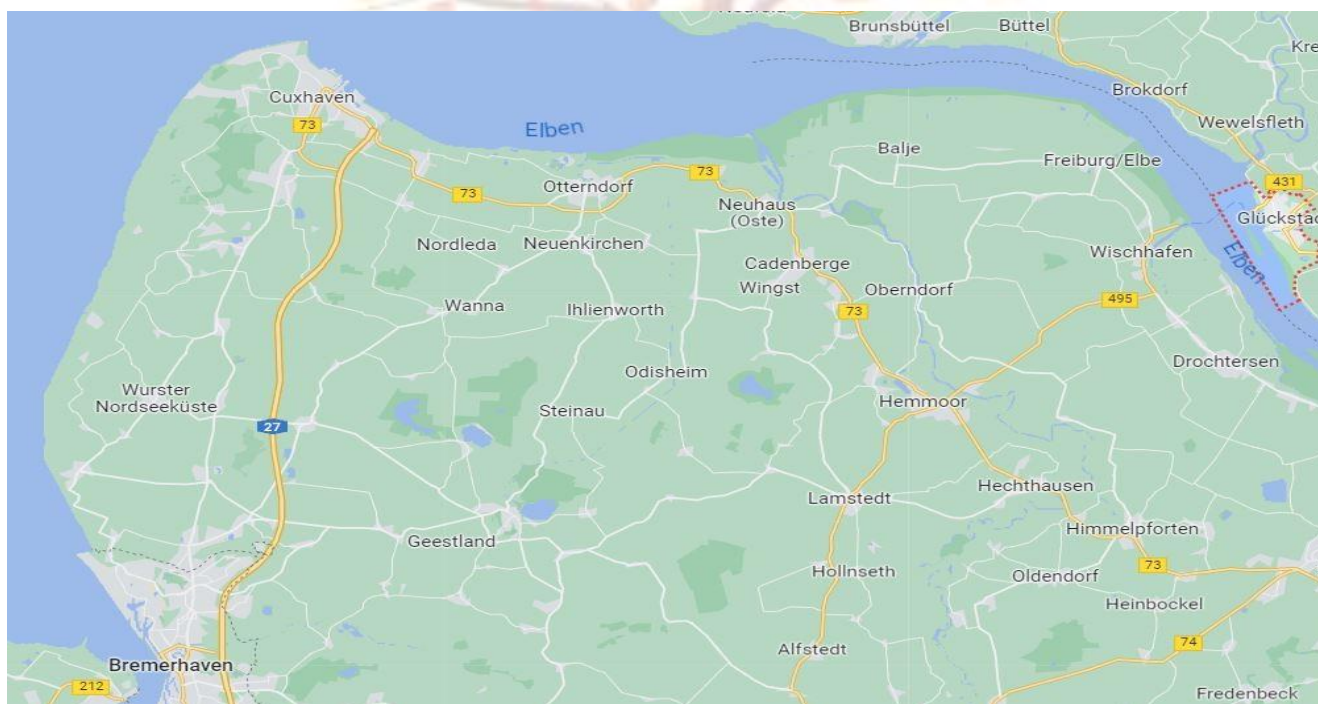 Brunsbüttel
Büttel
Brokdorf
Cuxhaven
73
Elben
Wewelsfleth
Balje
Freiburg/Elbe
431
Otterndorf
73
73
Neuhaus
(Oste)
Nordleda
Neuenkirchen
Wischhafen
Elben
Cadenberge
Wingst
Oberndorf
495
Wanna
Ihlienworth
73
Drochtersen
Odisheim
Wurster
Nordseeküste
Steinau
Hemmoor
27
Lamstedt
Hechthausen
Himmelpforten
Geestland
Hollnseth
Oldendorf
73
Heinbockel
Alfstedt
74
Bremerhaven
212
Fredenbeck